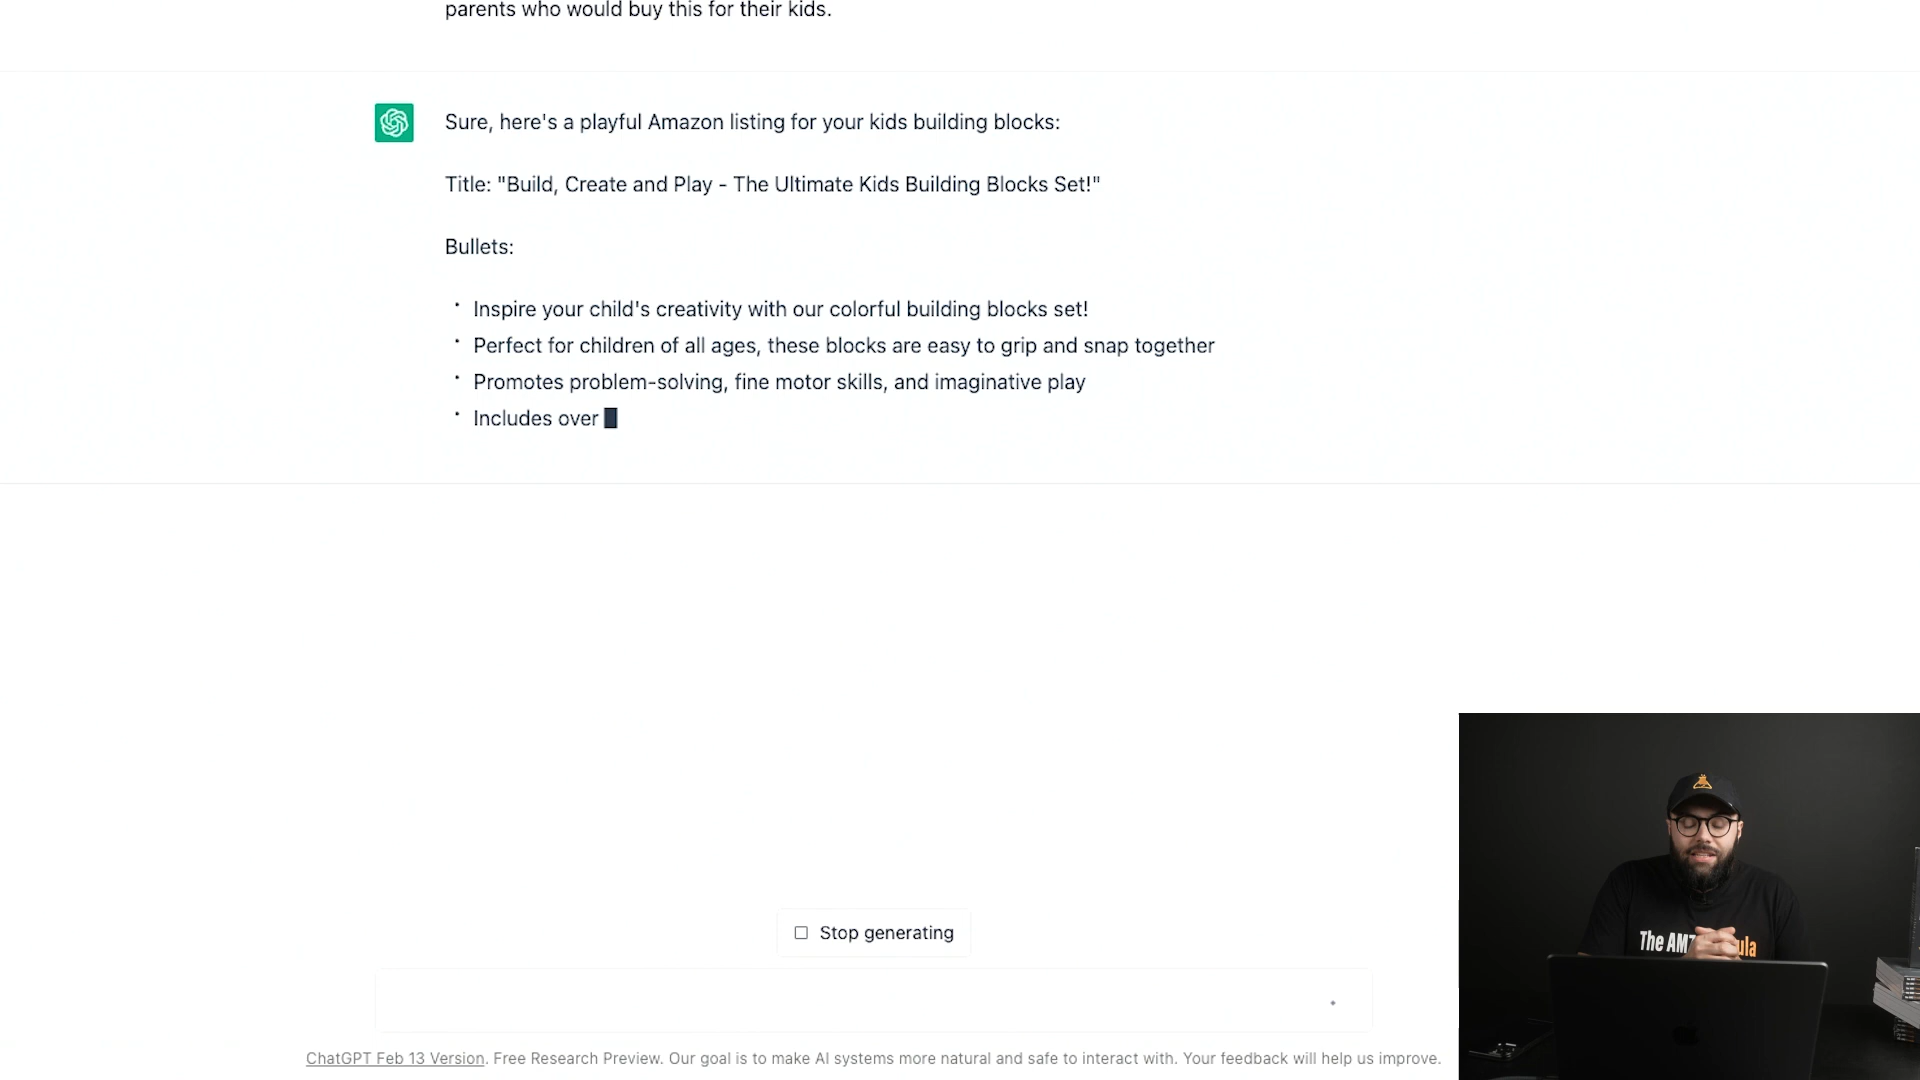 parents who would buy this for their kids.
Sure, here's a playful Amazon listing for your kids building blocks:
Title: "Build, Create and Play - The Ultimate Kids Building Blocks Set!"
Bullets:
Inspire your child's creativity with our colorful building blocks set!
Perfect for children of all ages, these blocks are easy to grip and snap together
Promotes problem-solving, fine motor skills, and imaginative play
Includes over
Stop generating
ChatGPT Feb 13 Version. Free Research Preview. Our goal is to make AI systems more natural and safe to interact with. Your feedback will help us improve.
The AMZ